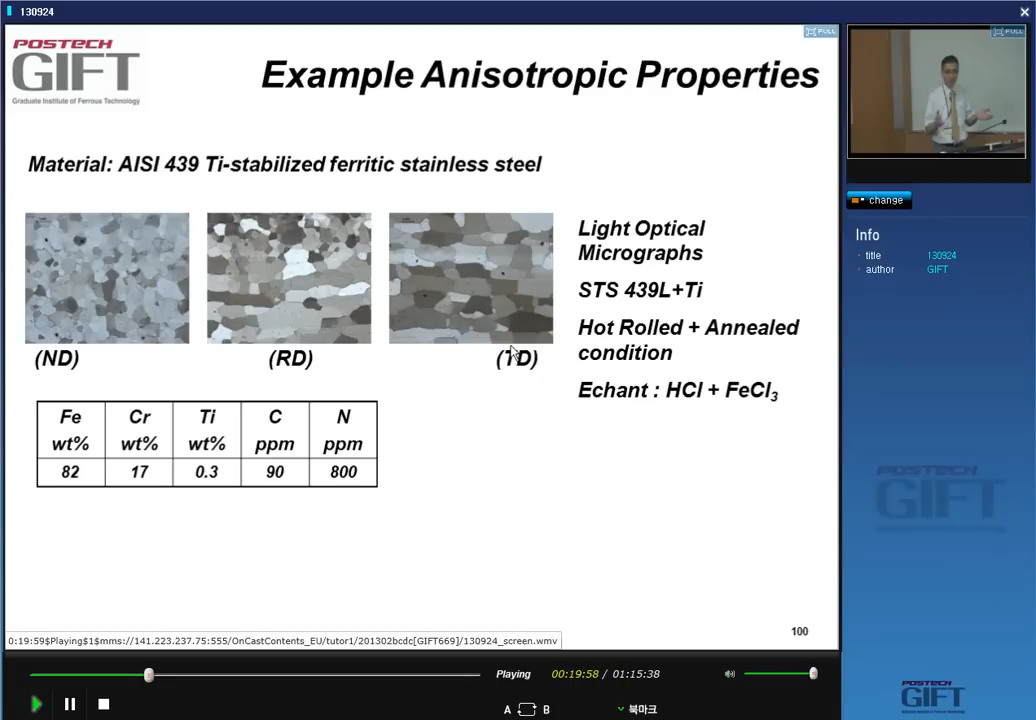 130924
POSTECH
GIFT
Graduate Institute of Ferrous Technology
FULL
Example Anisotropic Properties
Material: AISI 439 Ti-stabilized ferritic stainless steel
(ND)
(RD)
(TD)
Light Optical
Micrographs
STS 439L+Ti
Hot Rolled + Annealed
condition
Echant : HCl + FeCl3
Fe Cr Ti C N
wt% wt% wt% ppm ppm
82 17 0.3 90 800
100
0:19:59$Playing$1$mms://141.223.237.75:555/OnCastContents_EU/tutor1/201302bcdc[GIFT669]/130924_screen.wmv
Playing
00:19:58 / 01:15:38
A B
북마크
FULL
change
Info
title 130924
author GIFT
POSTECH
GIFT
POSTECH
GIFT